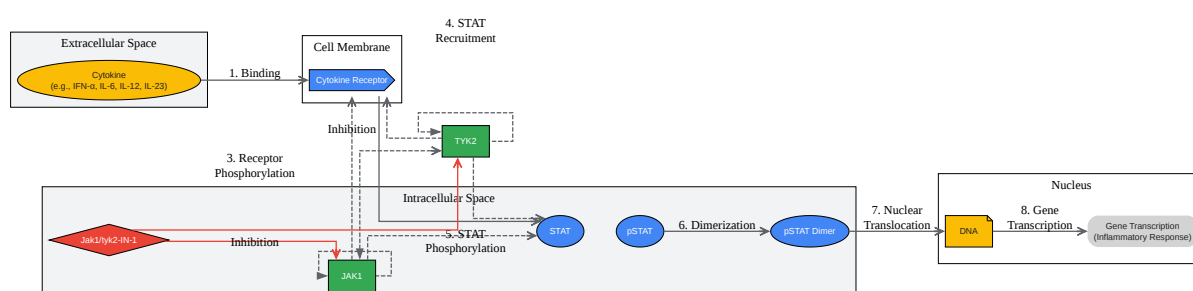 4. STAT
Recruitment
Extracellular Space
Cell Membrane
Cytokine
(e.g., IFN-α, IL-6, IL-12, IL-23)
1. Binding
Cytokine Receptor
Inhibition
TYK2
3. Receptor
Phosphorylation
Intracellular Space
Nucleus
Jak1/tyk2-IN-1
Inhibition
5. STAT
Phosphorylation
STAT
pSTAT
6. Dimerization
pSTAT Dimer
7. Nuclear
Translocation
DNA
8. Gene
Transcription
Gene Transcription
(Inflammatory Response)
JAK1